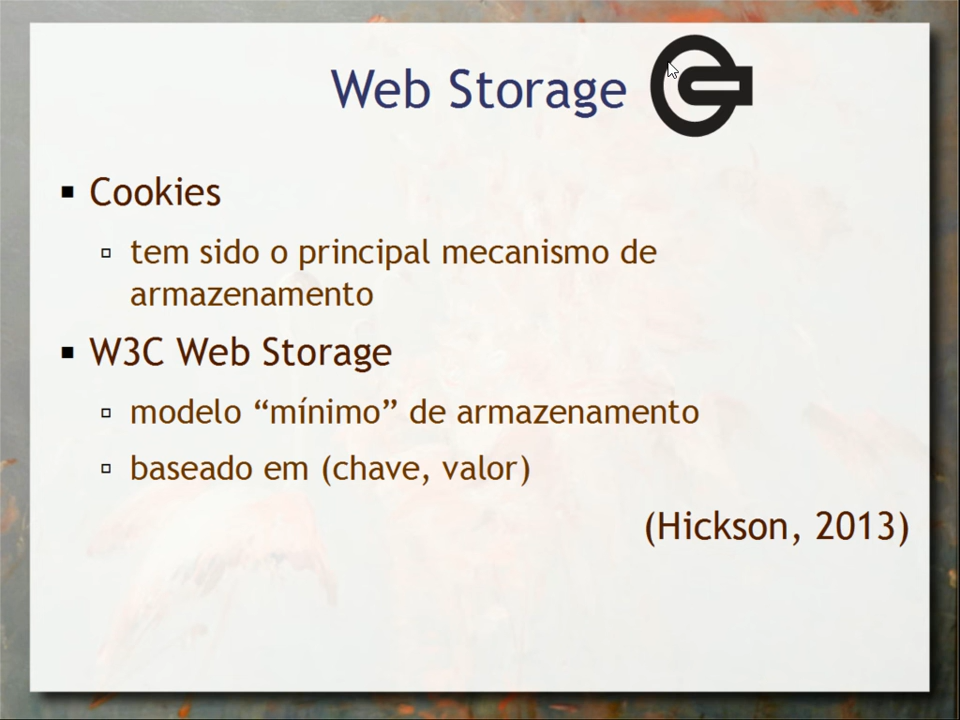 Web Storage
Cookies
tem sido o principal mecanismo de
armazenamento
W3C Web Storage
modelo “mínimo” de armazenamento
baseado em (chave, valor)
(Hickson, 2013)